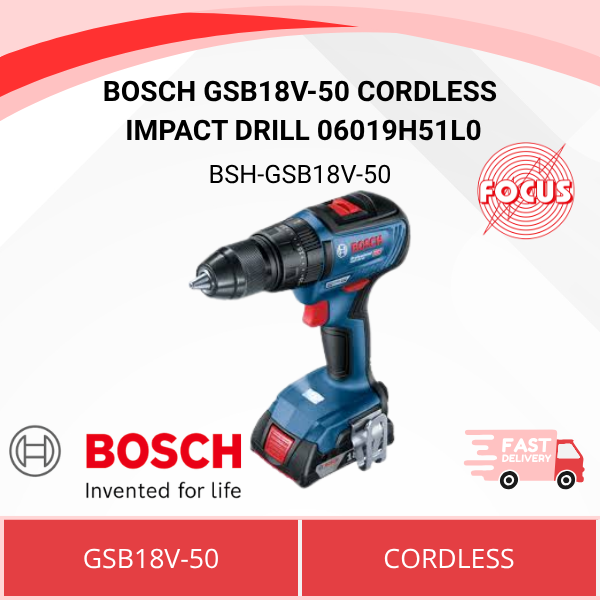 BOSCH GSB18V-50 CORDLESS
IMPACT DRILL 06019H51L0
BSH-GSB18V-50
FOCUS
BOSCH
BOSCH
Invented for life
FAST
DELIVERY
GSB18V-50
CORDLESS